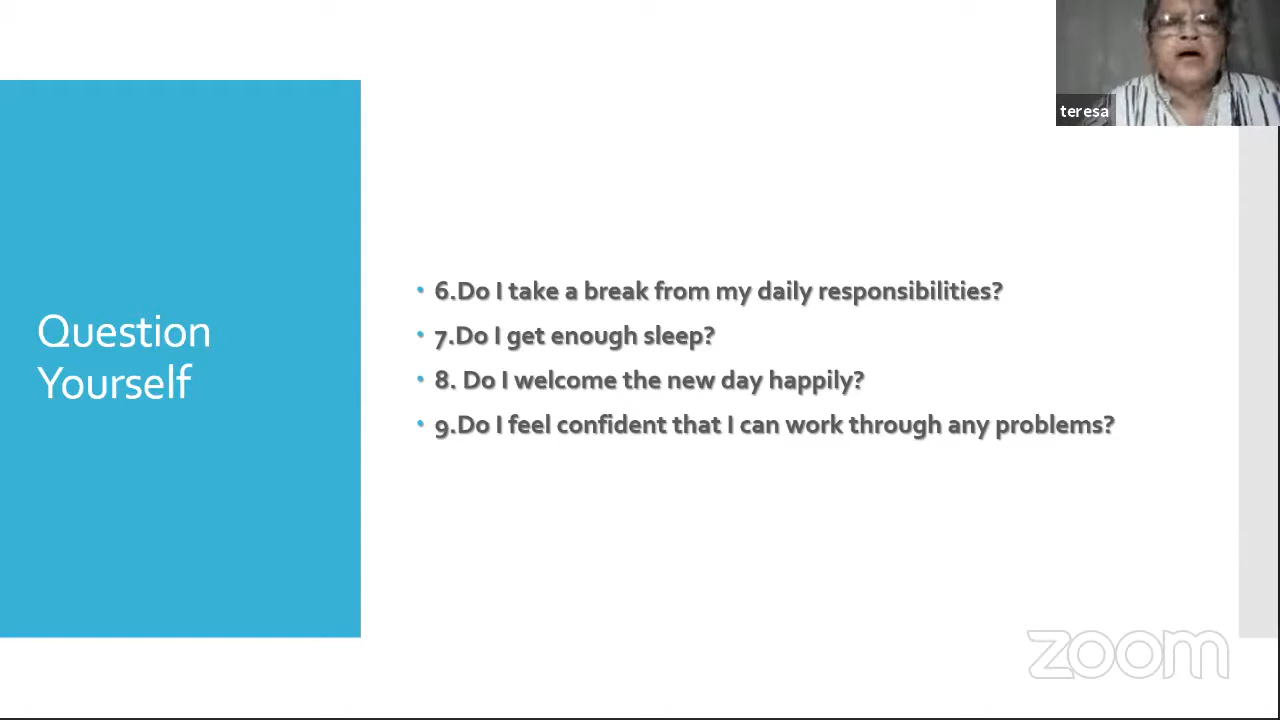 teresa
Question
Yourself
6.Do I take a break from my daily responsibilities?
7.Do I get enough sleep?
8. Do I welcome the new day happily?
9.Do I feel confident that I can work through any problems?
zoom